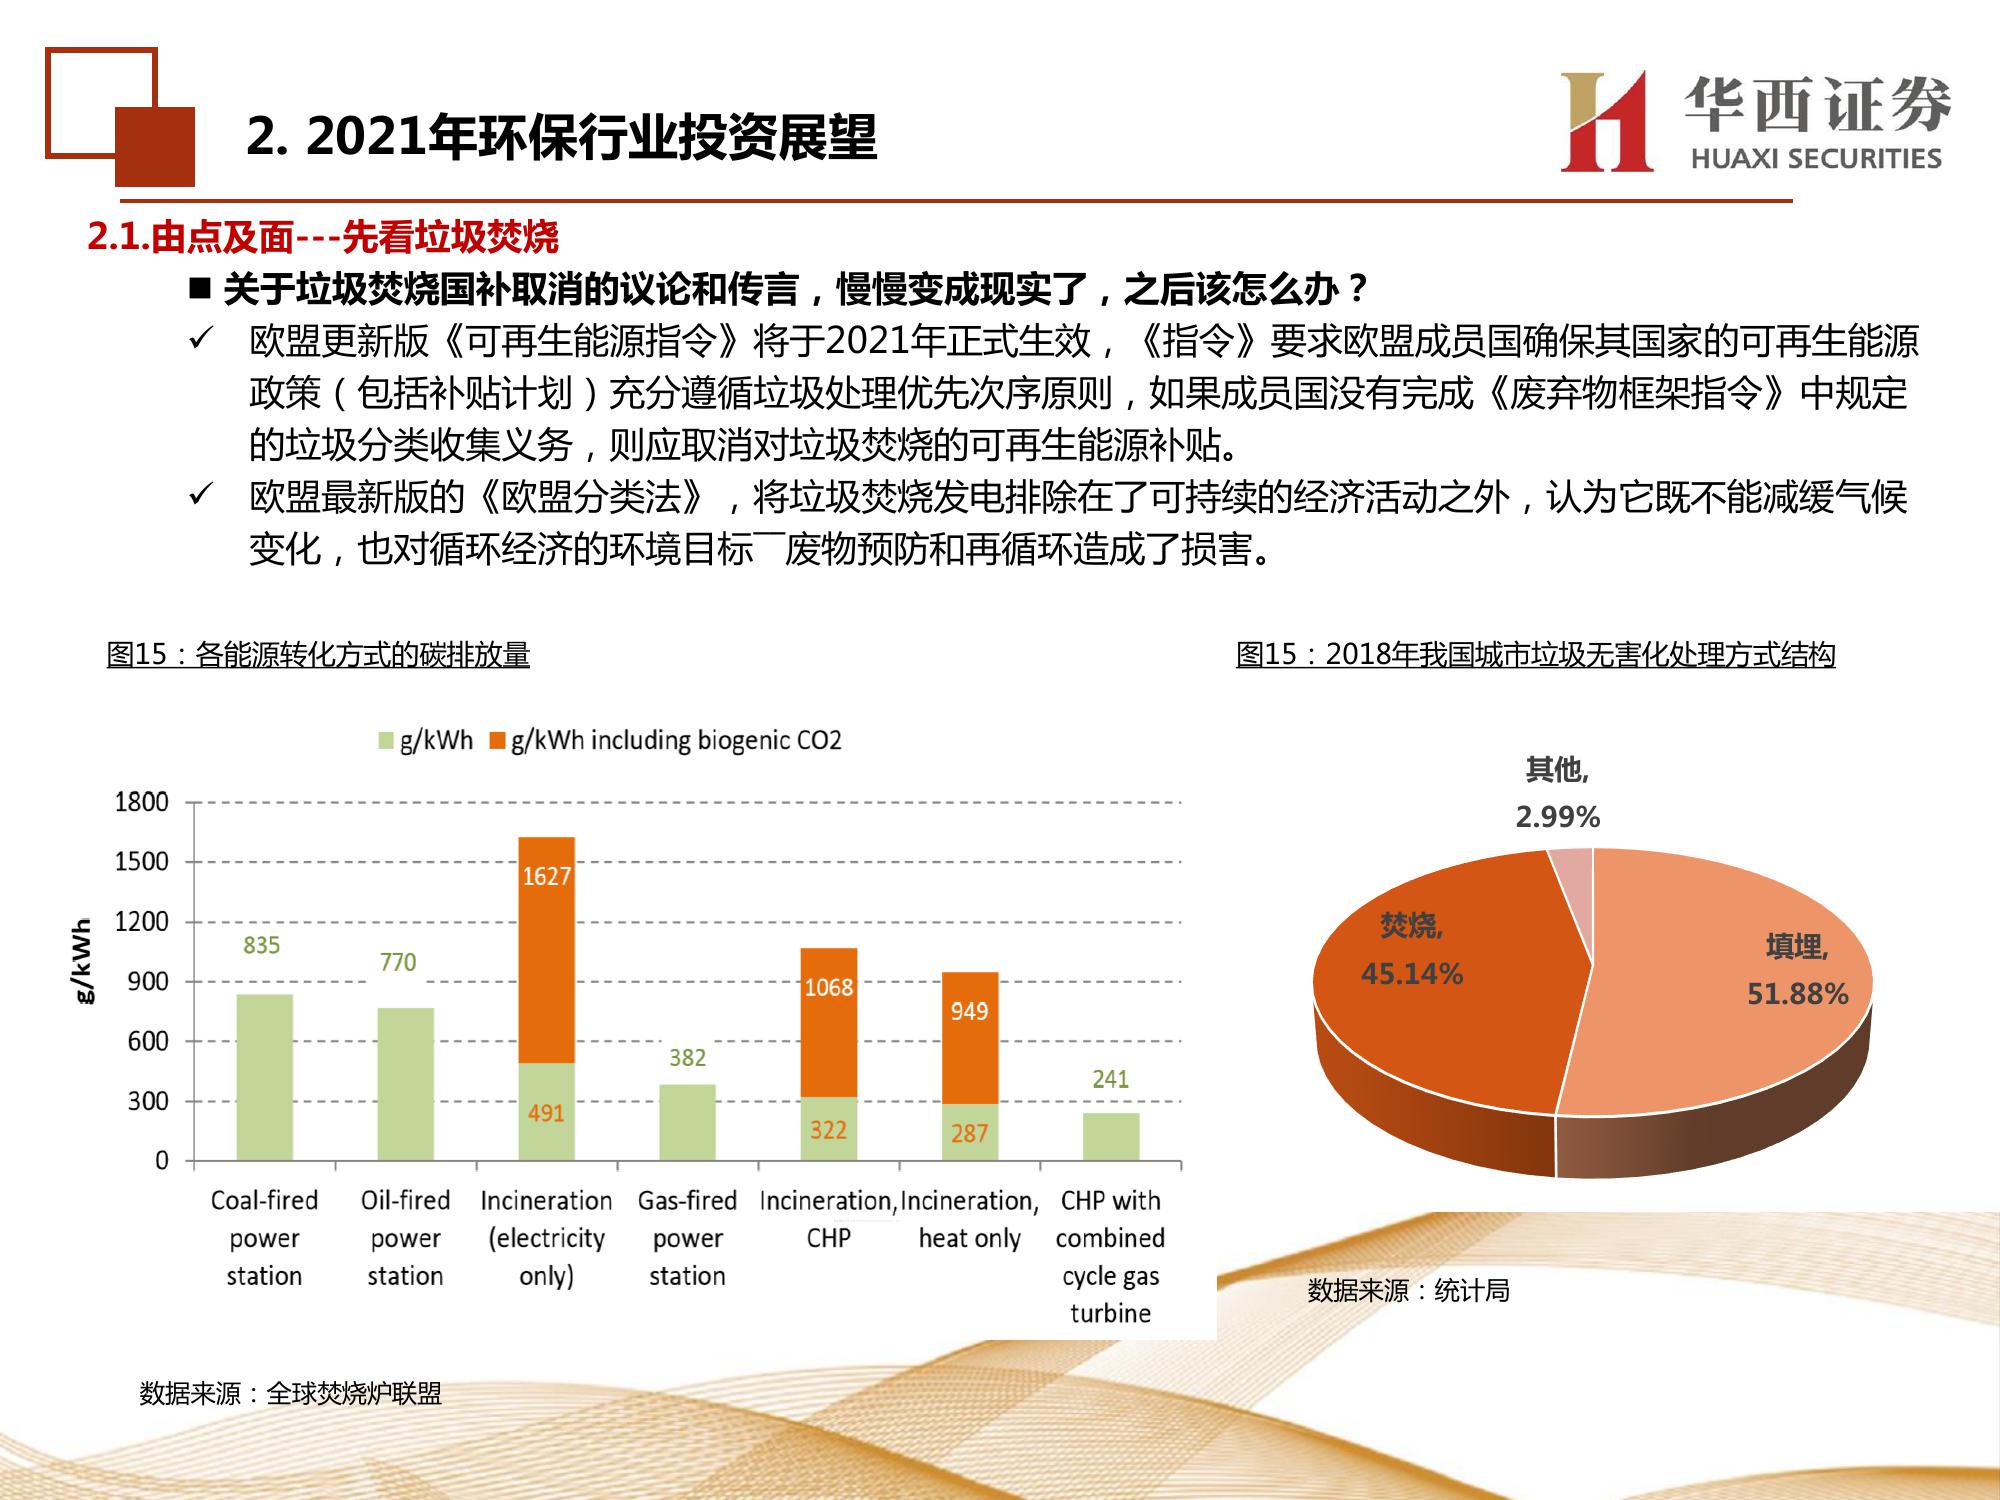 2. 2021年环保行业投资展望
华西证券
HUAXI SECURITIES
2.1.由点及面---先看垃圾焚烧
■ 关于垃圾焚烧国补取消的议论和传言，慢慢变成现实了，之后该怎么办？
✓ 欧盟更新版《可再生能源指令》将于2021年正式生效，《指令》要求欧盟成员国确保其国家的可再生能源
政策（包括补贴计划）充分遵循垃圾处理优先次序原则，如果成员国没有完成《废弃物框架指令》中规定
的垃圾分类收集义务，则应取消对垃圾焚烧的可再生能源补贴。
✓ 欧盟最新版的《欧盟分类法》，将垃圾焚烧发电排除在了可持续的经济活动之外，认为它既不能减缓气候
变化，也对循环经济的环境目标——废物预防和再循环造成了损害。
图15：各能源转化方式的碳排放量
g/kWh g/kWh including biogenic CO2
g/kWh
1800
1500
1200
900
600
300
0
835
770
1627
491
382
1068
322
949
287
241
Coal-fired
power
station
Oil-fired
power
station
Incineration
(electricity
only)
Gas-fired
power
station
Incineration,
CHP
Incineration,
heat only
CHP with
combined
cycle gas
turbine
数据来源：全球焚烧炉联盟
图15：2018年我国城市垃圾无害化处理方式结构
其他,
2.99%
焚烧,
45.14%
填埋,
51.88%
数据来源：统计局